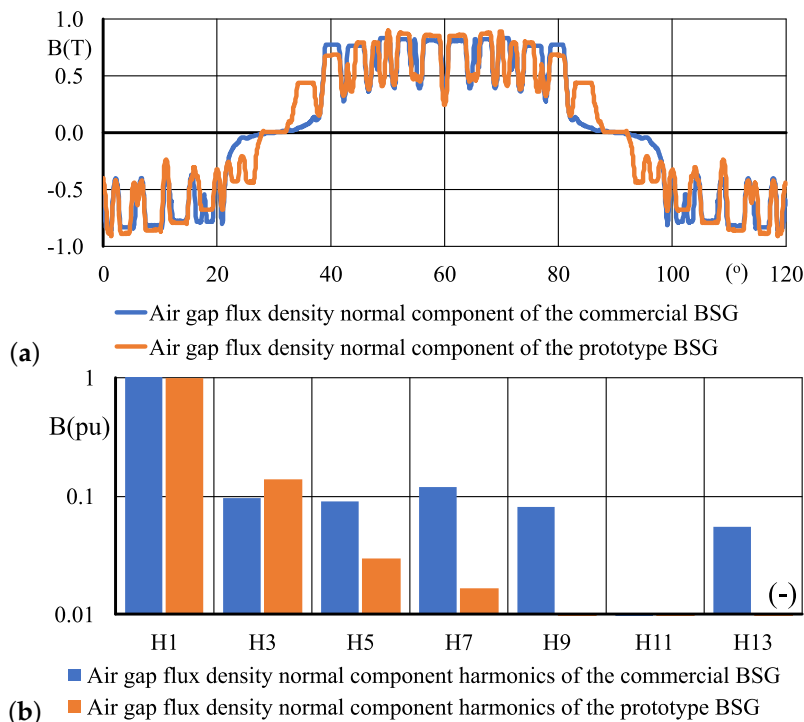 1.0
B(T)
0.5
0.0
-0.5
-1.0
0 20 40 60 80 100 (o) 120
Air gap flux density normal component of the commercial BSG
(a) Air gap flux density normal component of the prototype BSG
1
B(pu)
0.1
0.01
(-)
H1 H3 H5 H7 H9 H11 H13
Air gap flux density normal component harmonics of the commercial BSG
(b) Air gap flux density normal component harmonics of the prototype BSG